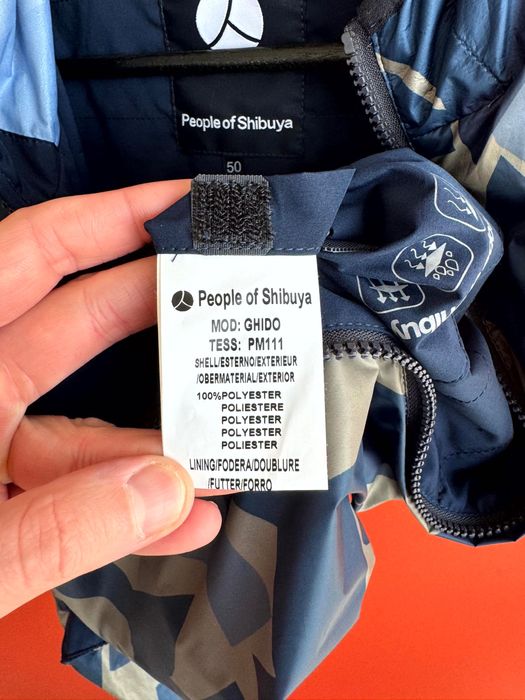 People of Shibuya
50
People of Shibuya
MOD: GHIDO
TESS: PM111
SHELL/ESTERNO/EXTERIEUR
/OBERMATERIAL/EXTERIOR
100%POLYESTER
POLIESTERE
POLYESTER
POLYESTER
POLIESTER
LINING/FODERA/DOUBLURE
/FUTTER/FORRO